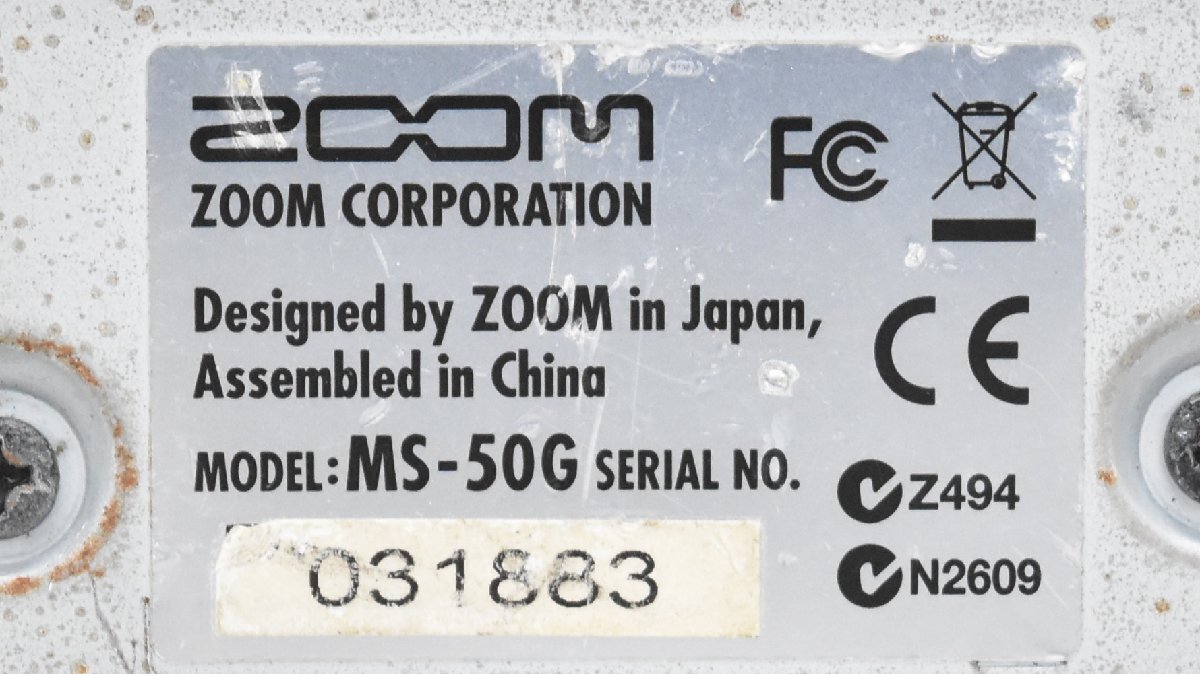 ZOOM
ZOOM CORPORATION
FC
Designed by ZOOM in Japan,
Assembled in China
CE
MODEL: MS-50G SERIAL NO.
031883
Z494
N2609